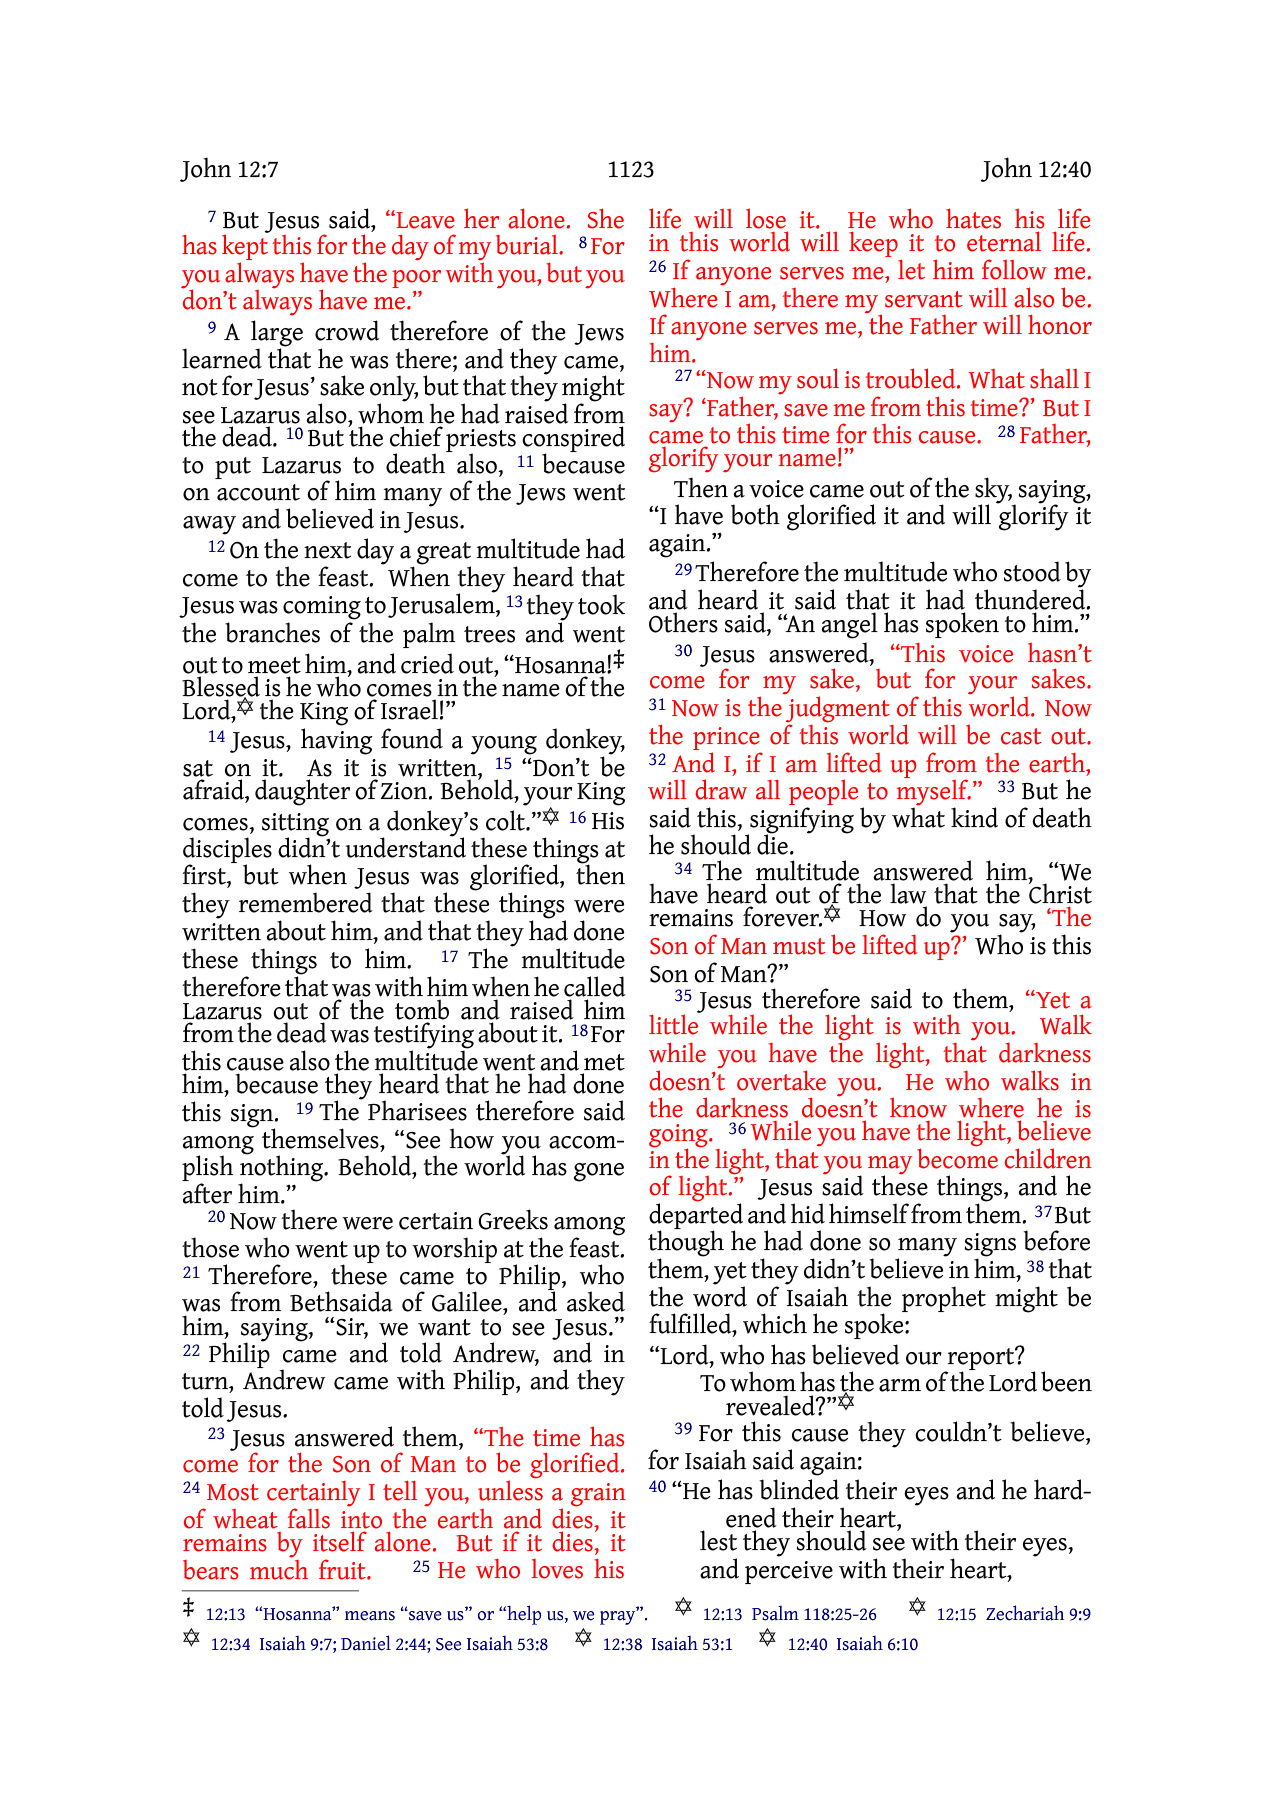 John 12:7 1123 John 12:40
7 But Jesus said, “Leave her alone. She
has kept this for the day of my burial. 8 For
you always have the poor with you, but you
don’t always have me.”
9 A large crowd therefore of the Jews
learned that he was there; and they came,
not for Jesus’ sake only, but that they might
see Lazarus also, whom he had raised from
the dead. 10 But the chief priests conspired
to put Lazarus to death also, 11 because
on account of him many of the Jews went
away and believed in Jesus.
12 On the next day a great multitude had
come to the feast. When they heard that
Jesus was coming to Jerusalem, 13 they took
the branches of the palm trees and went
out to meet him, and cried out, “Hosanna!‡
Blessed is he who comes in the name of the
Lord,✡ the King of Israel!”
14 Jesus, having found a young donkey,
sat on it. As it is written, 15 “Don’t be
afraid, daughter of Zion. Behold, your King
comes, sitting on a donkey’s colt.”✡ 16 His
disciples didn’t understand these things at
first, but when Jesus was glorified, then
they remembered that these things were
written about him, and that they had done
these things to him. 17 The multitude
therefore that was with him when he called
Lazarus out of the tomb and raised him
from the dead was testifying about it. 18 For
this cause also the multitude went and met
him, because they heard that he had done
this sign. 19 The Pharisees therefore said
among themselves, “See how you accom-
plish nothing. Behold, the world has gone
after him.”
20 Now there were certain Greeks among
those who went up to worship at the feast.
21 Therefore, these came to Philip, who
was from Bethsaida of Galilee, and asked
him, saying, “Sir, we want to see Jesus.”
22 Philip came and told Andrew, and in
turn, Andrew came with Philip, and they
told Jesus.
23 Jesus answered them, “The time has
come for the Son of Man to be glorified.
24 Most certainly I tell you, unless a grain
of wheat falls into the earth and dies, it
remains by itself alone. But if it dies, it
bears much fruit. 25 He who loves his
life will lose it. He who hates his life
in this world will keep it to eternal life.
26 If anyone serves me, let him follow me.
Where I am, there my servant will also be.
If anyone serves me, the Father will honor
him.
27 “Now my soul is troubled. What shall I
say? ‘Father, save me from this time?’ But I
came to this time for this cause. 28 Father,
glorify your name!”
Then a voice came out of the sky, saying,
“I have both glorified it and will glorify it
again.”
29 Therefore the multitude who stood by
and heard it said that it had thundered.
Others said, “An angel has spoken to him.”
30 Jesus answered, “This voice hasn’t
come for my sake, but for your sakes.
31 Now is the judgment of this world. Now
the prince of this world will be cast out.
32 And I, if I am lifted up from the earth,
will draw all people to myself.” 33 But he
said this, signifying by what kind of death
he should die.
34 The multitude answered him, “We
have heard out of the law that the Christ
remains forever.✡ How do you say, ‘The
Son of Man must be lifted up?’ Who is this
Son of Man?”
35 Jesus therefore said to them, “Yet a
little while the light is with you. Walk
while you have the light, that darkness
doesn’t overtake you. He who walks in
the darkness doesn’t know where he is
going. 36 While you have the light, believe
in the light, that you may become children
of light.” Jesus said these things, and he
departed and hid himself from them. 37 But
though he had done so many signs before
them, yet they didn’t believe in him, 38 that
the word of Isaiah the prophet might be
fulfilled, which he spoke:
“Lord, who has believed our report?
To whom has the arm of the Lord been
revealed?”✡
39 For this cause they couldn’t believe,
for Isaiah said again:
40 “He has blinded their eyes and he hard-
ened their heart,
lest they should see with their eyes,
and perceive with their heart,
‡ 12:13 “Hosanna” means “save us” or “help us, we pray”. ✡ 12:13 Psalm 118:25-26 ✡ 12:15 Zechariah 9:9
✡ 12:34 Isaiah 9:7; Daniel 2:44; See Isaiah 53:8 ✡ 12:38 Isaiah 53:1 ✡ 12:40 Isaiah 6:10